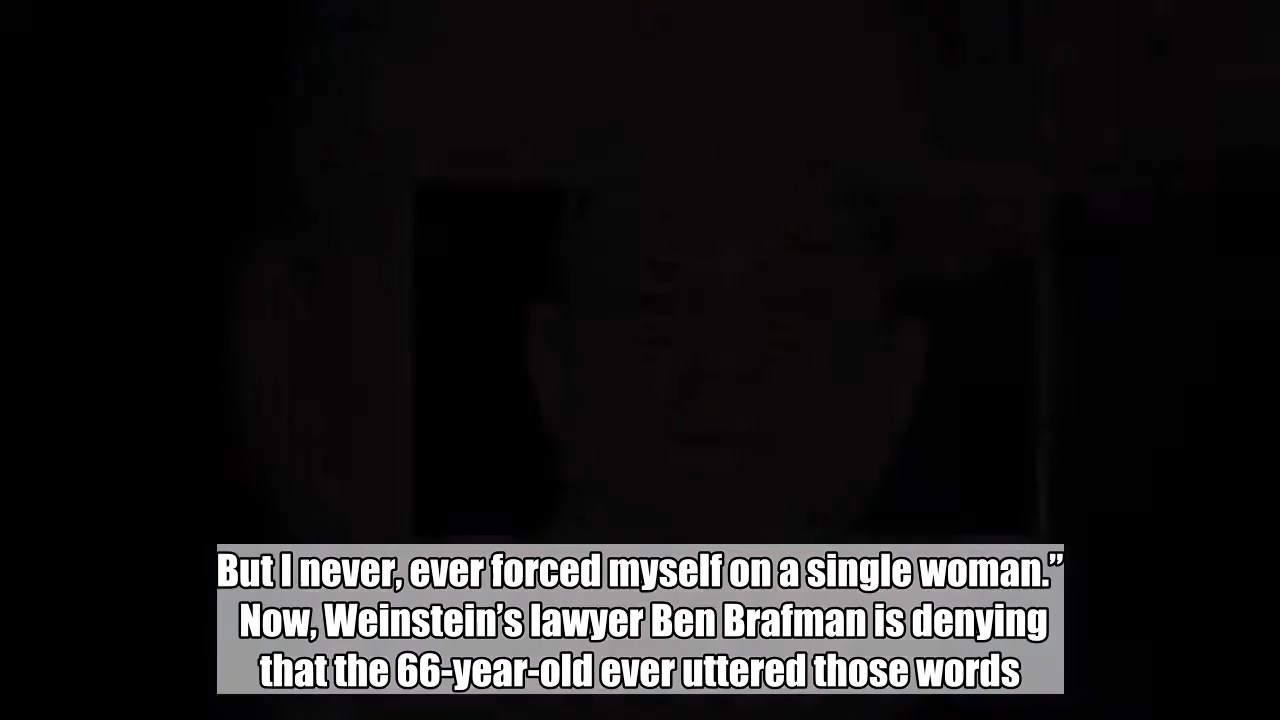 But I never, ever forced myself on a single woman.”
Now, Weinstein’s lawyer Ben Brafman is denying
that the 66-year-old ever uttered those words